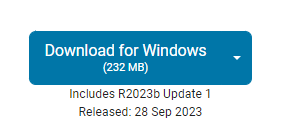 Download for Windows
(232 MB)
Includes R2023b Update 1
Released: 28 Sep 2023